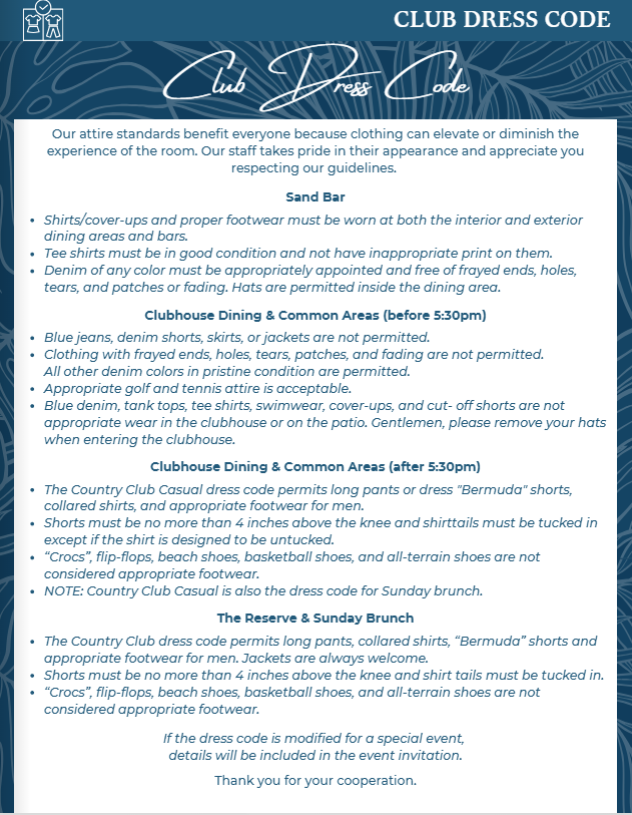 CLUB DRESS CODE
Club Dress Code
Our attire standards benefit everyone because clothing can elevate or diminish the
experience of the room. Our staff takes pride in their appearance and appreciate you
respecting our guidelines.
Sand Bar
• Shirts/cover-ups and proper footwear must be worn at both the interior and exterior
dining areas and bars.
• Tee shirts must be in good condition and not have inappropriate print on them.
• Denim of any color must be appropriately appointed and free of frayed ends, holes,
tears, and patches or fading. Hats are permitted inside the dining area.
Clubhouse Dining & Common Areas (before 5:30pm)
• Blue jeans, denim shorts, skirts, or jackets are not permitted.
• Clothing with frayed ends, holes, tears, patches, and fading are not permitted.
All other denim colors in pristine condition are permitted.
• Appropriate golf and tennis attire is acceptable.
• Blue denim, tank tops, tee shirts, swimwear, cover-ups, and cut- off shorts are not
appropriate wear in the clubhouse or on the patio. Gentlemen, please remove your hats
when entering the clubhouse.
Clubhouse Dining & Common Areas (after 5:30pm)
• The Country Club Casual dress code permits long pants or dress "Bermuda" shorts,
collared shirts, and appropriate footwear for men.
• Shorts must be no more than 4 inches above the knee and shirttails must be tucked in
except if the shirt is designed to be untucked.
• “Crocs”, flip-flops, beach shoes, basketball shoes, and all-terrain shoes are not
considered appropriate footwear.
• NOTE: Country Club Casual is also the dress code for Sunday brunch.
The Reserve & Sunday Brunch
• The Country Club dress code permits long pants, collared shirts, “Bermuda” shorts and
appropriate footwear for men. Jackets are always welcome.
• Shorts must be no more than 4 inches above the knee and shirt tails must be tucked in.
• “Crocs”, flip-flops, beach shoes, basketball shoes, and all-terrain shoes are not
considered appropriate footwear.
If the dress code is modified for a special event,
details will be included in the event invitation.
Thank you for your cooperation.